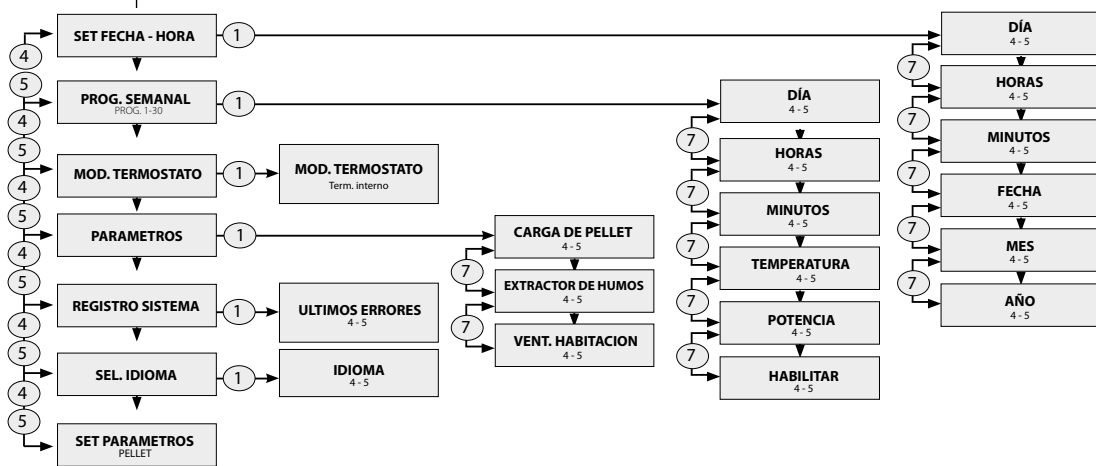 SET FECHA - HORA
1
4
5
PROG. SEMANAL
PROG. 1-30
1
4
5
MOD. TERMOSTATO
1
MOD. TERMOSTATO
Term. interno
4
5
PARAMETROS
1
4
5
REGISTRO SISTEMA
1
ULTIMOS ERRORES
4 - 5
4
5
SEL. IDIOMA
1
IDIOMA
4 - 5
4
5
SET PARAMETROS
PELLET
CARGA DE PELLET
4 - 5
7
EXTRACTOR DE HUMOS
4 - 5
7
VENT. HABITACION
4 - 5
DÍA
4 - 5
7
HORAS
4 - 5
7
MINUTOS
4 - 5
7
TEMPERATURA
4 - 5
7
POTENCIA
4 - 5
7
HABILITAR
4 - 5
DÍA
4 - 5
7
HORAS
4 - 5
7
MINUTOS
4 - 5
7
FECHA
4 - 5
7
MES
4 - 5
7
AÑO
4 - 5